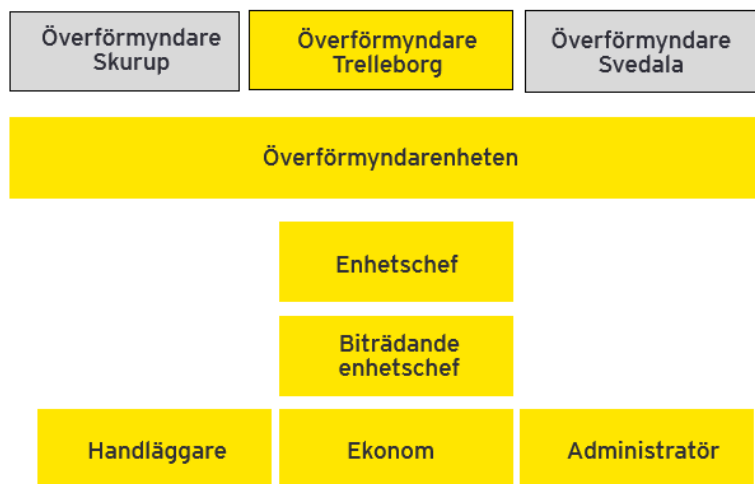 Överförmyndare
Skurup
Överförmyndare
Trelleborg
Överförmyndare
Svedala
Överförmyndarenheten
Enhetschef
Biträdande
enhetschef
Handläggare
Ekonom
Administratör